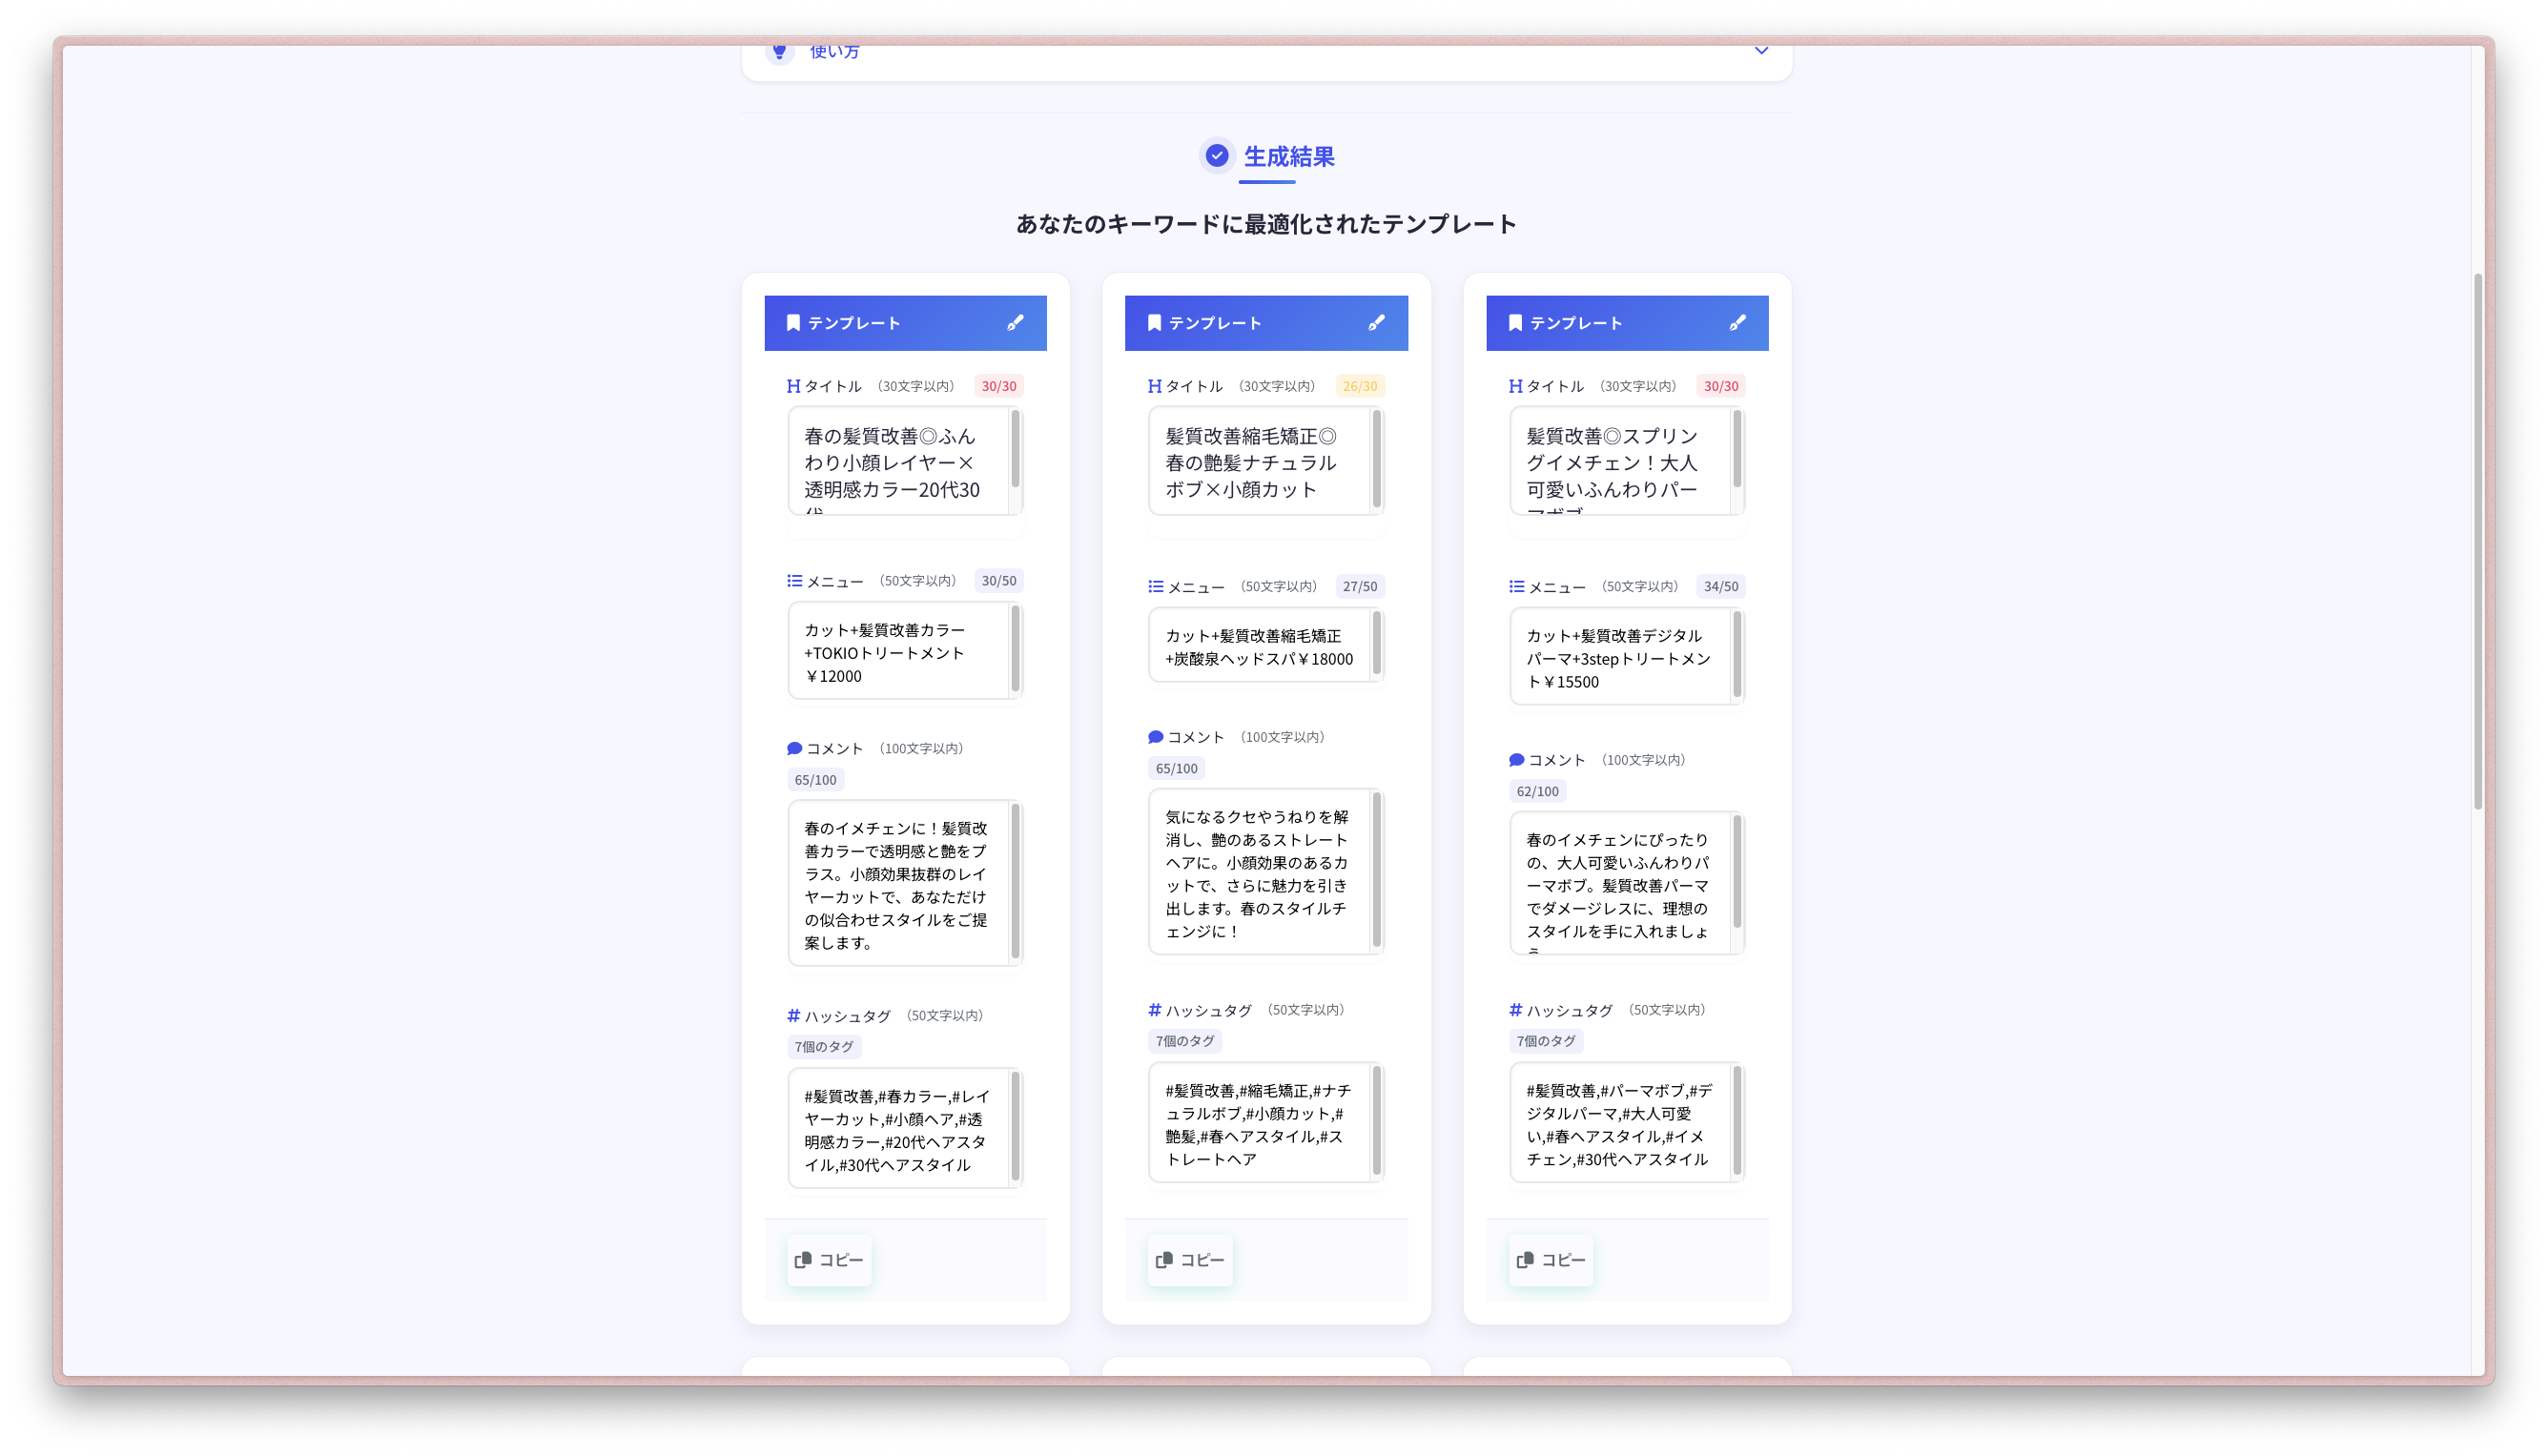 使い方
生成結果
あなたのキーワードに最適化されたテンプレート
テンプレート
タイトル （30文字以内） 30/30
春の髪質改善◎ふん
わり小顔レイヤー×
透明感カラー20代30
代
メニュー （50文字以内） 30/50
カット+髪質改善カラー
+TOKIOトリートメント
￥12000
コメント （100文字以内）
65/100
春のイメチェンに！髪質改
善カラーで透明感と艶をプ
ラス。小顔効果抜群のレイ
ヤーカットで、あなただけ
の似合わせスタイルをご提
案します。
ハッシュタグ （50文字以内）
7個のタグ
#髪質改善,#春カラー,#レイ
ヤーカット,#小顔ヘア,#透
明感カラー,#20代ヘアスタ
イル,#30代ヘアスタイル
コピー
テンプレート
タイトル （30文字以内） 26/30
髪質改善縮毛矯正◎
春の艶髪ナチュラル
ボブ×小顔カット
メニュー （50文字以内） 27/50
カット+髪質改善縮毛矯正
+炭酸泉ヘッドスパ￥18000
コメント （100文字以内）
65/100
気になるクセやうねりを解
消し、艶のあるストレート
ヘアに。小顔効果のあるカ
ットで、さらに魅力を引き
出します。春のスタイルチ
ェンジに！
ハッシュタグ （50文字以内）
7個のタグ
#髪質改善,#縮毛矯正,#ナチ
ュラルボブ,#小顔カット,#
艶髪,#春ヘアスタイル,#ス
トレートヘア
コピー
テンプレート
タイトル （30文字以内） 30/30
髪質改善◎スプリン
グイメチェン！大人
可愛いふんわりパー
マボブ
メニュー （50文字以内） 34/50
カット+髪質改善デジタル
パーマ+3stepトリートメン
ト￥15500
コメント （100文字以内）
62/100
春のイメチェンにぴったり
の、大人可愛いふんわりパ
ーマボブ。髪質改善パーマ
でダメージレスに、理想の
スタイルを手に入れましょ
う
ハッシュタグ （50文字以内）
7個のタグ
#髪質改善,#パーマボブ,#デ
ジタルパーマ,#大人可愛
い,#春ヘアスタイル,#イメ
チェン,#30代ヘアスタイル
コピー